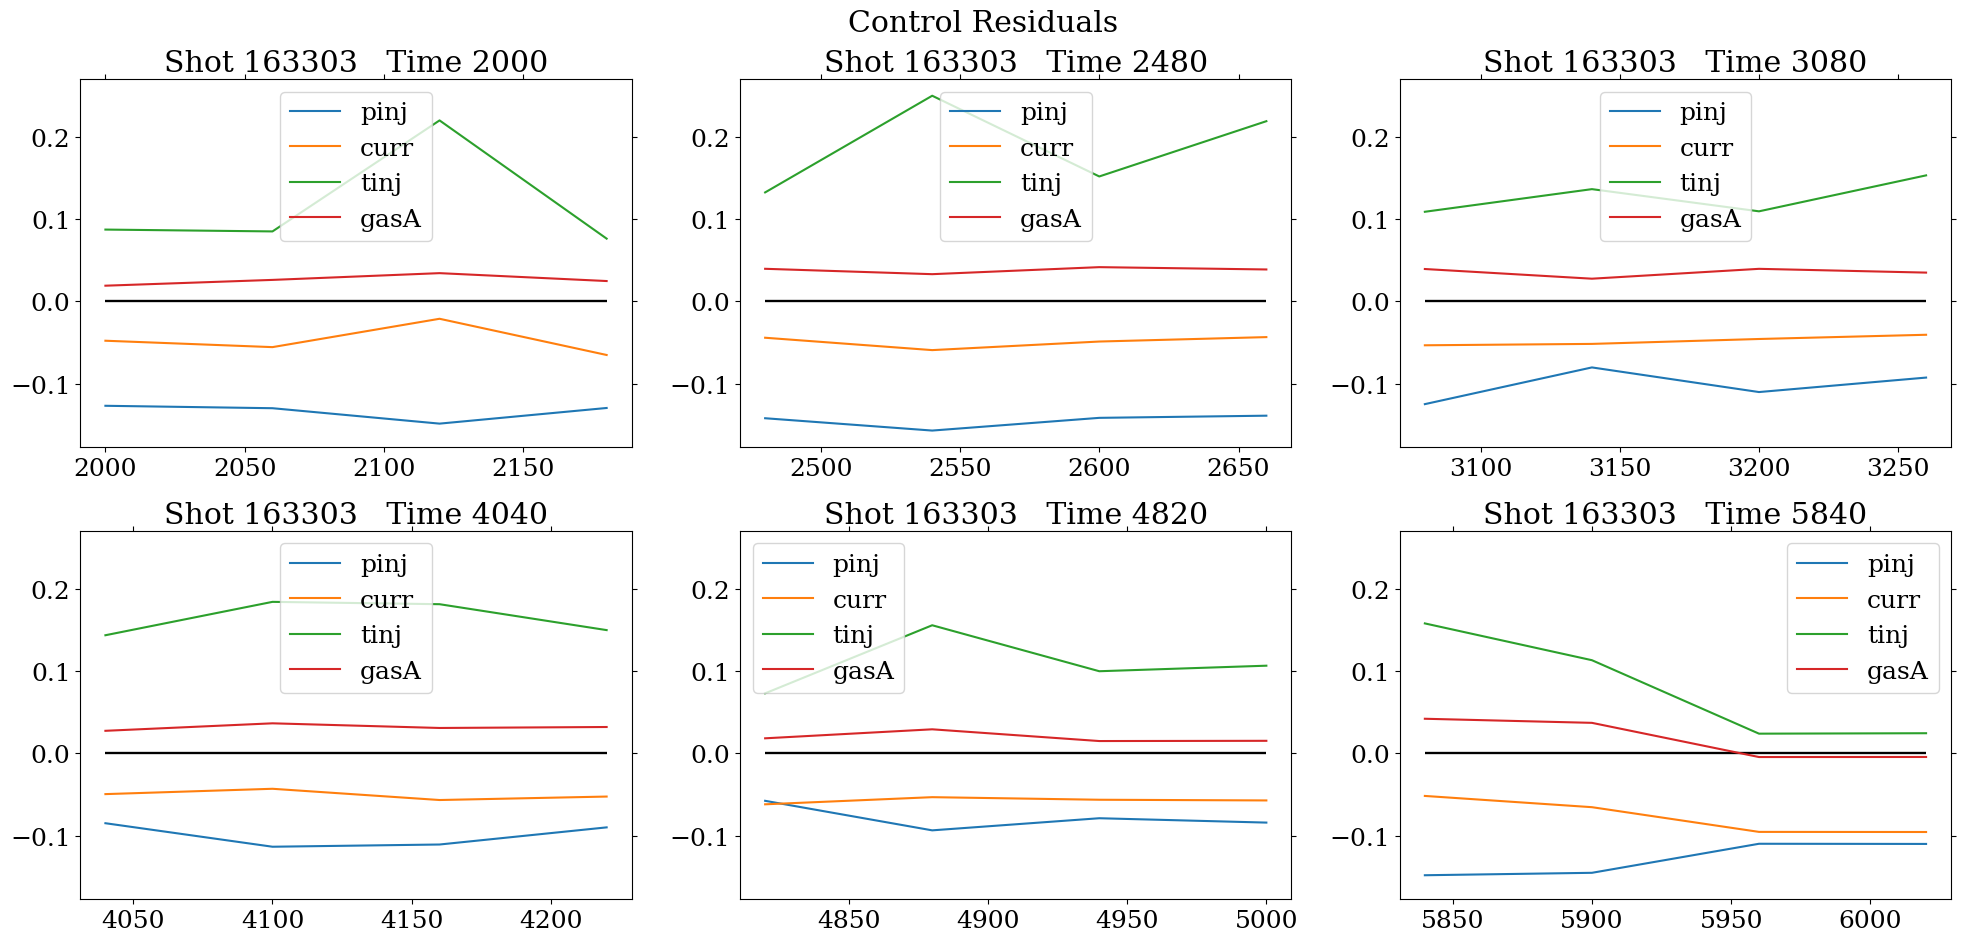 Control Residuals
Shot 163303   Time 2000
Shot 163303   Time 2480
Shot 163303   Time 3080
0.2
0.1
0.0
−0.1
pinj
curr
tinj
gasA
2000
2050
2100
2150
0.2
0.1
0.0
−0.1
pinj
curr
tinj
gasA
2500
2550
2600
2650
0.2
0.1
0.0
−0.1
pinj
curr
tinj
gasA
3100
3150
3200
3250
Shot 163303   Time 4040
Shot 163303   Time 4820
Shot 163303   Time 5840
0.2
0.1
0.0
−0.1
pinj
curr
tinj
gasA
4050
4100
4150
4200
0.2
0.1
0.0
−0.1
pinj
curr
tinj
gasA
4850
4900
4950
5000
0.2
0.1
0.0
−0.1
pinj
curr
tinj
gasA
5850
5900
5950
6000